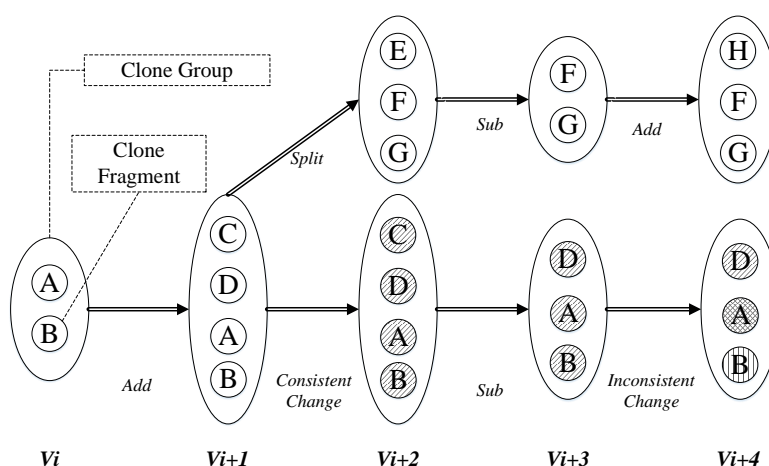 Clone Group
Clone
Fragment
E
F
G
Split
Sub
F
G
Add
H
F
G
A
B
Add
C
D
A
B
Consistent
Change
C
D
A
B
Sub
D
A
B
Inconsistent
Change
D
A
B
Vi
Vi+1
Vi+2
Vi+3
Vi+4